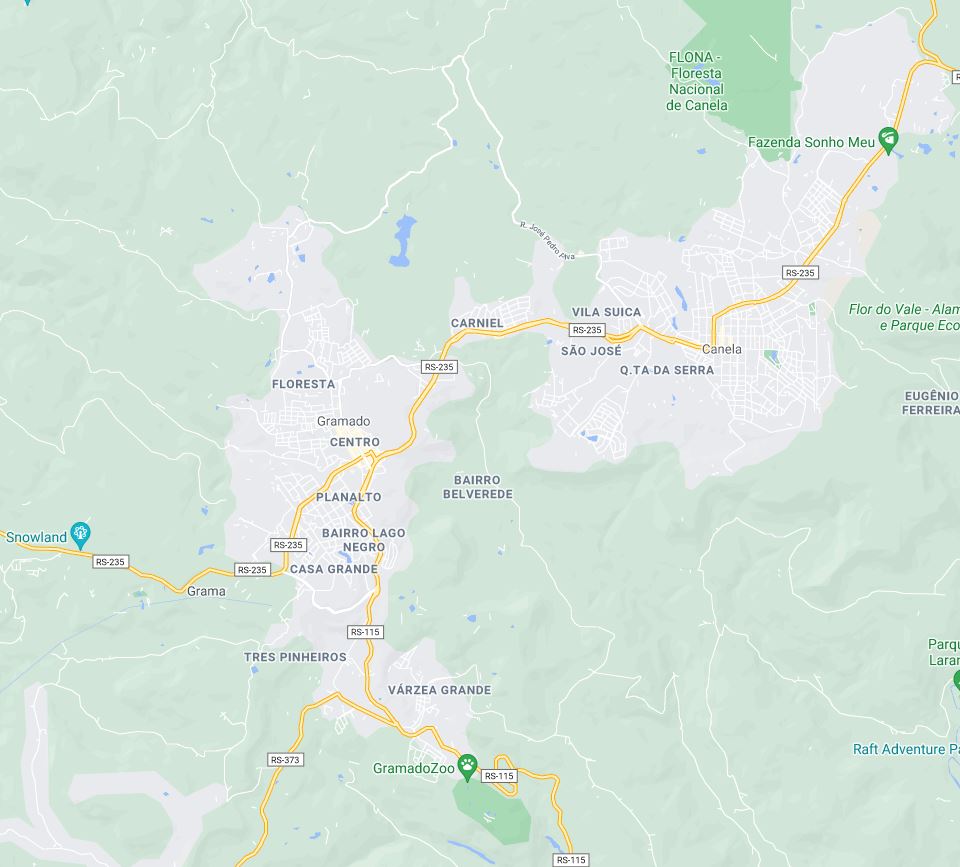 FLONA -
Floresta
Nacional
de Canela
R
Fazenda Sonho Meu
R. José Pedro Piva
RS-235
Flor do Vale - Alam
e Parque Eco
VILA SUICA
CARNIEL
RS-235
SÃO JOSÉ
Canela
RS-235
Q.TA DA SERRA
FLORESTA
EUGÊNIO
FERREIRA
Gramado
CENTRO
BAIRRO
BELVEREDE
PLANALTO
BAIRRO LAGO
NEGRO
Snowland
RS-235
RS-235
RS-235
CASA GRANDE
Grama
RS-115
Parqu
Laran
TRES PINHEIROS
VÁRZEA GRANDE
Raft Adventure Pa
RS-373
GramadoZoo
RS-115
RS-115